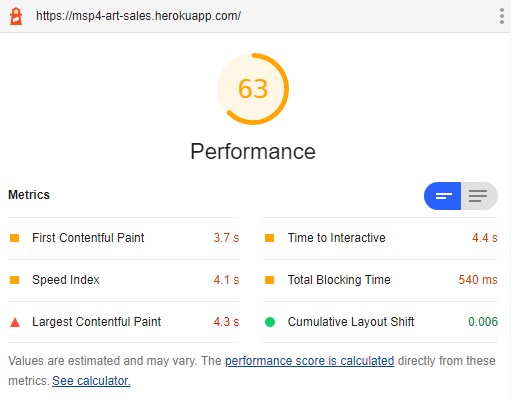 https://msp4-art-sales.herokuapp.com/
63
Performance
Metrics
First Contentful Paint 3.7 s
Time to Interactive 4.4 s
Speed Index 4.1 s
Total Blocking Time 540 ms
Largest Contentful Paint 4.3 s
Cumulative Layout Shift 0.006
Values are estimated and may vary. The performance score is calculated directly from these
metrics. See calculator.